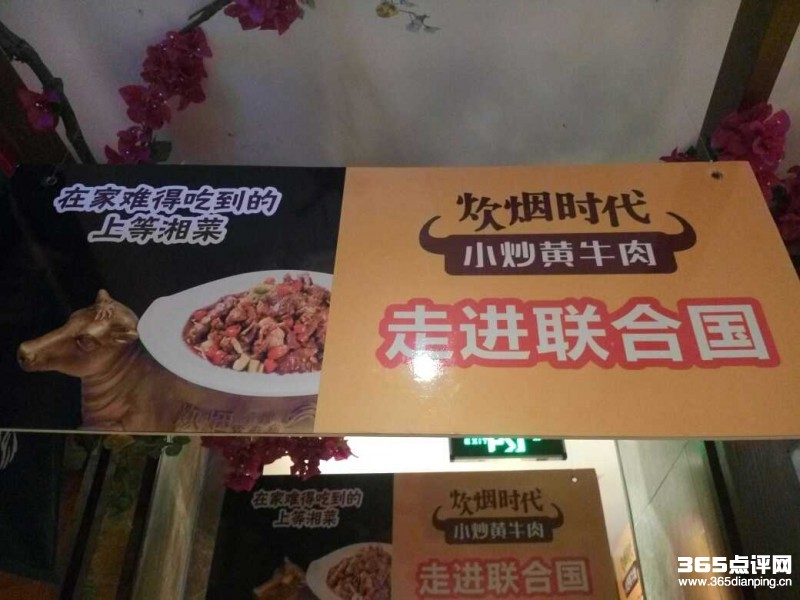 在家难得吃到的
上等湘菜
炊烟时代
小炒黄牛肉
走进联合国
EXIT
在家难得吃到的
上等湘菜
炊烟时代
小炒黄牛肉
走进联合国
365点评网
www.365dianping.cn